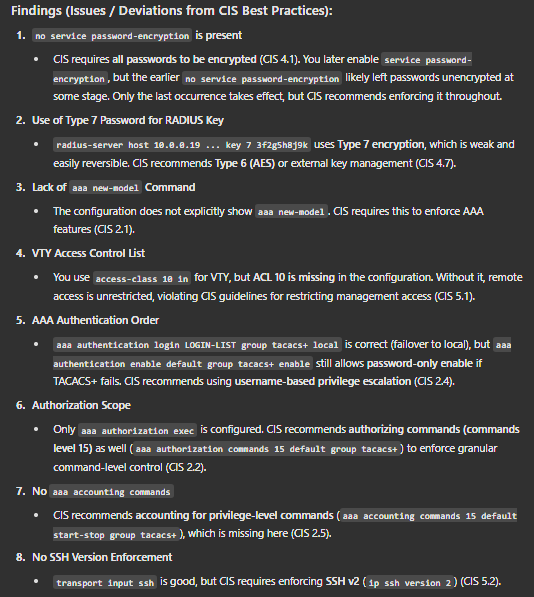 Findings (Issues / Deviations from CIS Best Practices):
1. no service password-encryption is present
• CIS requires all passwords to be encrypted (CIS 4.1). You later enable service password-
encryption, but the earlier no service password-encryption likely left passwords unencrypted at
some stage. Only the last occurrence takes effect, but CIS recommends enforcing it throughout.
2. Use of Type 7 Password for RADIUS Key
• radius-server host 10.0.0.19 ... key 7 3f2g5h8j9k uses Type 7 encryption, which is weak and
easily reversible. CIS recommends Type 6 (AES) or external key management (CIS 4.7).
3. Lack of aaa new-model Command
• The configuration does not explicitly show aaa new-model. CIS requires this to enforce AAA
features (CIS 2.1).
4. VTY Access Control List
• You use access-class 10 in for VTY, but ACL 10 is missing in the configuration. Without it, remote
access is unrestricted, violating CIS guidelines for restricting management access (CIS 5.1).
5. AAA Authentication Order
• aaa authentication login LOGIN-LIST group tacacs+ local is correct (failover to local), but aaa
authentication enable default group tacacs+ enable still allows password-only enable if
TACACS+ fails. CIS recommends using username-based privilege escalation (CIS 2.4).
6. Authorization Scope
• Only aaa authorization exec is configured. CIS recommends authorizing commands (commands
level 15) as well (aaa authorization commands 15 default group tacacs+) to enforce granular
command-level control (CIS 2.2).
7. No aaa accounting commands
• CIS recommends accounting for privilege-level commands (aaa accounting commands 15 default
start-stop group tacacs+), which is missing here (CIS 2.5).
8. No SSH Version Enforcement
• transport input ssh is good, but CIS requires enforcing SSH v2 (ip ssh version 2) (CIS 5.2).